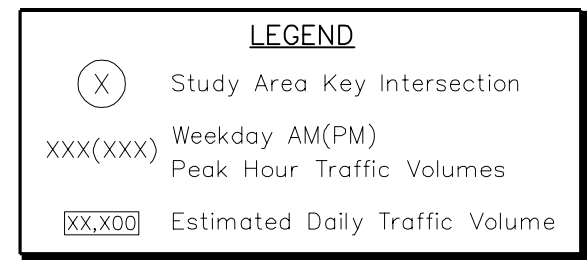 LEGEND
X Study Area Key Intersection
XXX(XXX) Weekday AM(PM)
Peak Hour Traffic Volumes
XX,X00 Estimated Daily Traffic Volume